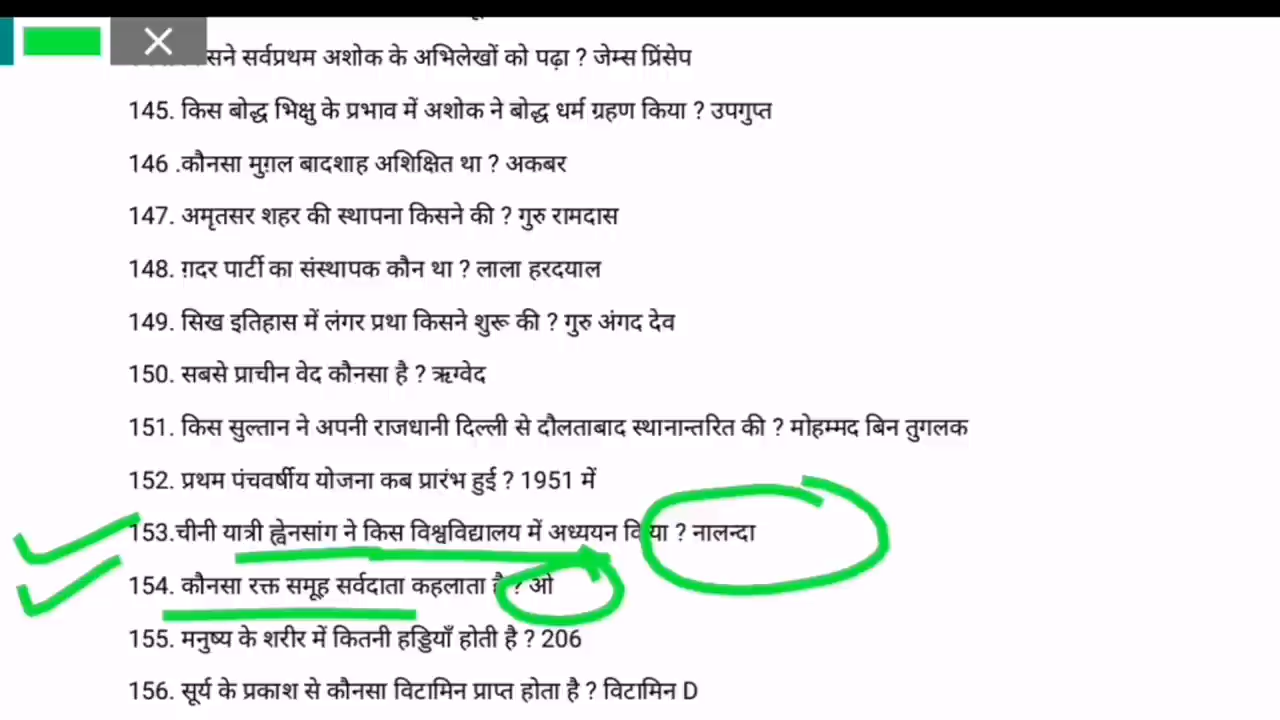 सने सर्वप्रथम अशोक के अभिलेखों को पढ़ा ? जेम्स प्रिंसेप
145. किस बोद्ध भिक्षु के प्रभाव में अशोक ने बोद्ध धर्म ग्रहण किया ? उपगुप्त
146 .कौनसा मुग़ल बादशाह अशिक्षित था ? अकबर
147. अमृतसर शहर की स्थापना किसने की ? गुरु रामदास
148. ग़दर पार्टी का संस्थापक कौन था ? लाला हरदयाल
149. सिख इतिहास में लंगर प्रथा किसने शुरू की ? गुरु अंगद देव
150. सबसे प्राचीन वेद कौनसा है ? ऋग्वेद
151. किस सुल्तान ने अपनी राजधानी दिल्ली से दौलताबाद स्थानान्तरित की ? मोहम्मद बिन तुगलक
152. प्रथम पंचवर्षीय योजना कब प्रारंभ हुई ? 1951 में
153.चीनी यात्री ह्वेनसांग ने किस विश्वविद्यालय में अध्ययन किया ? नालन्दा
154. कौनसा रक्त समूह सर्वदाता कहलाता है ? ओ
155. मनुष्य के शरीर में कितनी हड्डियाँ होती है ? 206
156. सूर्य के प्रकाश से कौनसा विटामिन प्राप्त होता है ? विटामिन D